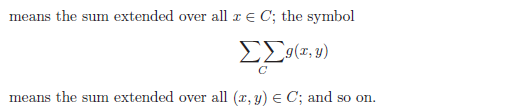 means the sum extended over all x ∈ C; the symbol
∑∑g(x, y)
C
means the sum extended over all (x, y) ∈ C; and so on.